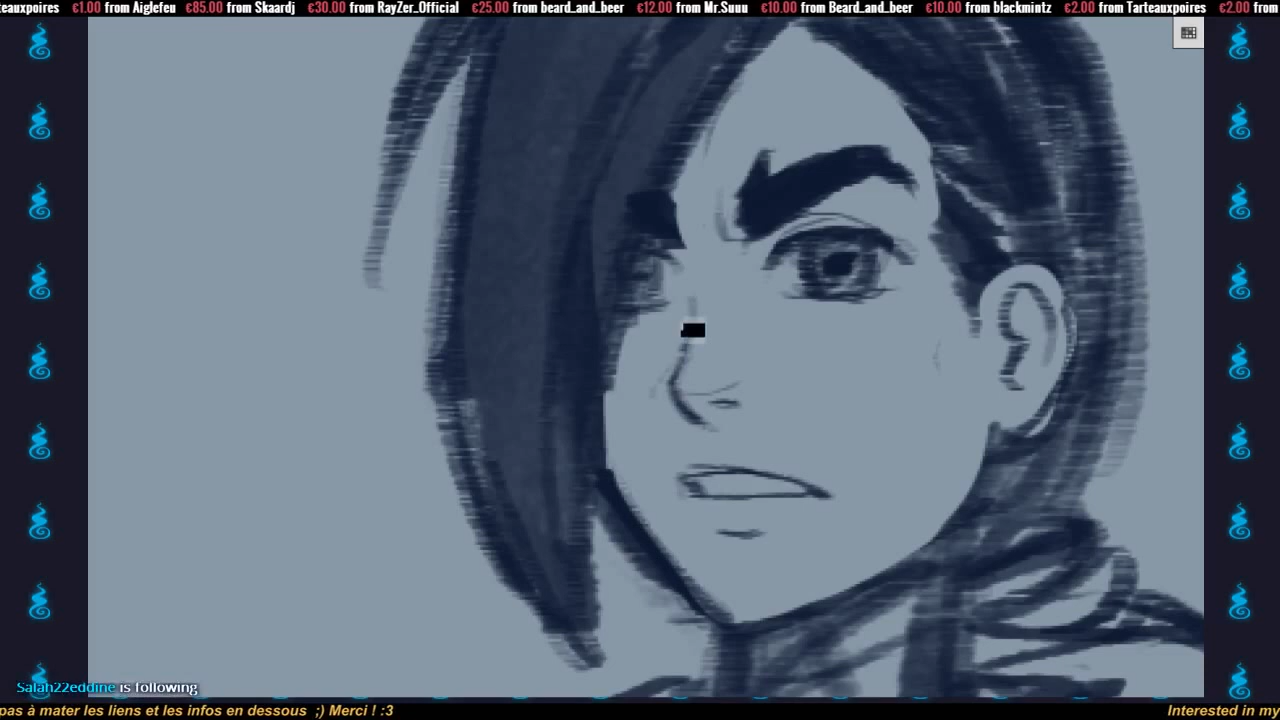 teauxpoires €1.00 from Aiglefeu €85.00 from Skaardj €30.00 from RayZer_Official €25.00 from beard_and_beer €12.00 from Mr.Suuu €10.00 from Beard_and_beer €10.00 from blackmintz €2.00 from Tarteauxpoires €2.00 from
Salah22eddine is following
pas à mater les liens et les infos en dessous ;) Merci ! :3 Interested in my